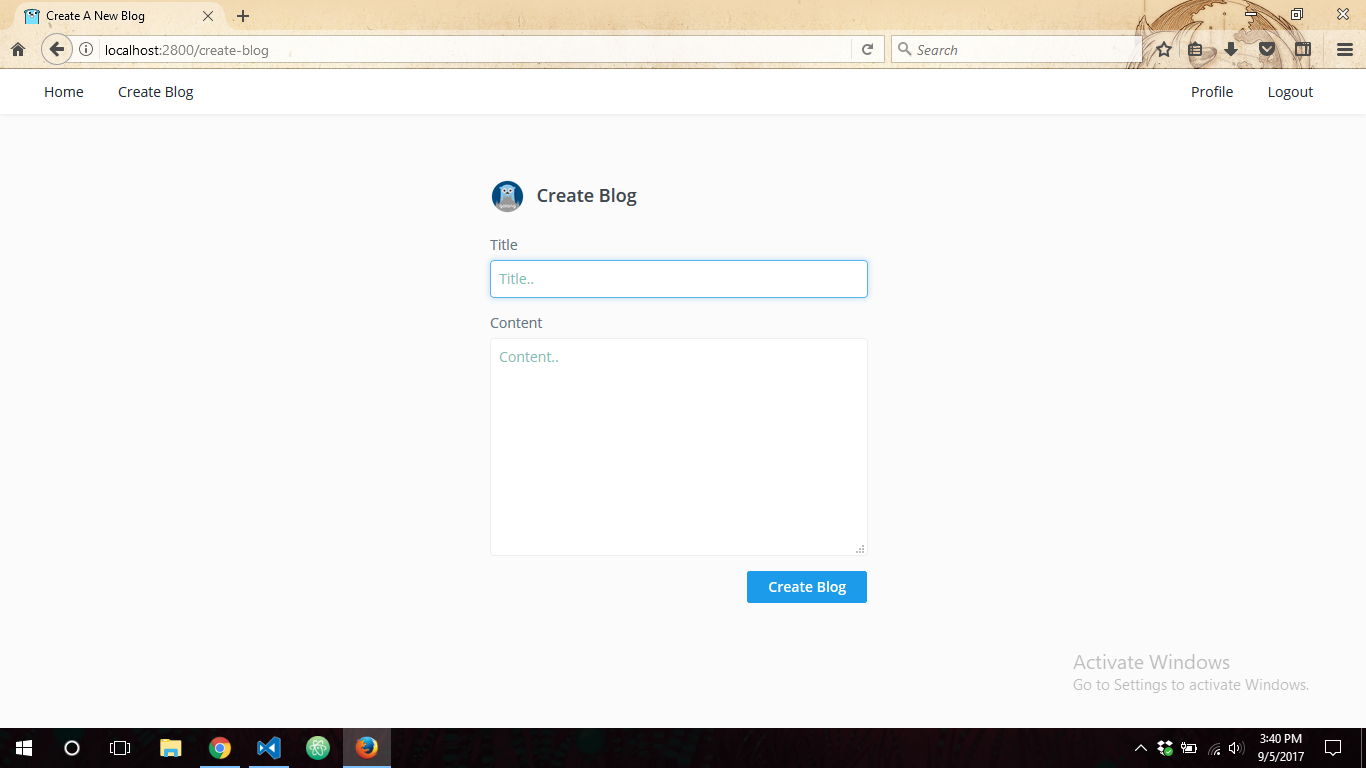 Create A New Blog
localhost:2800/create-blog
Search
Home Create Blog Profile Logout
Create Blog
Title
Title..
Content
Content..
Create Blog
Activate Windows
Go to Settings to activate Windows.
3:40 PM
9/5/2017